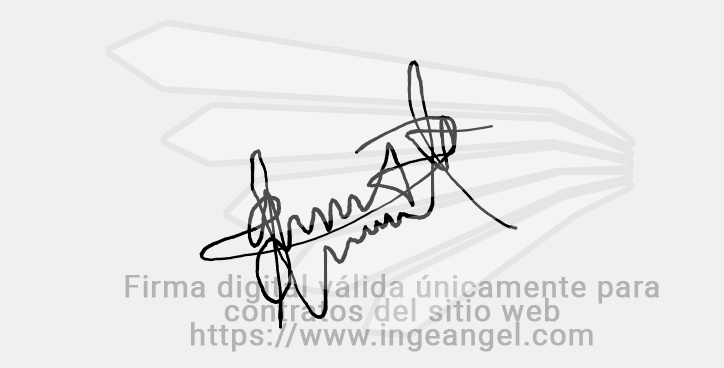 Firma digital válida únicamente para
contratos del sitio web
https://www.ingeangel.com